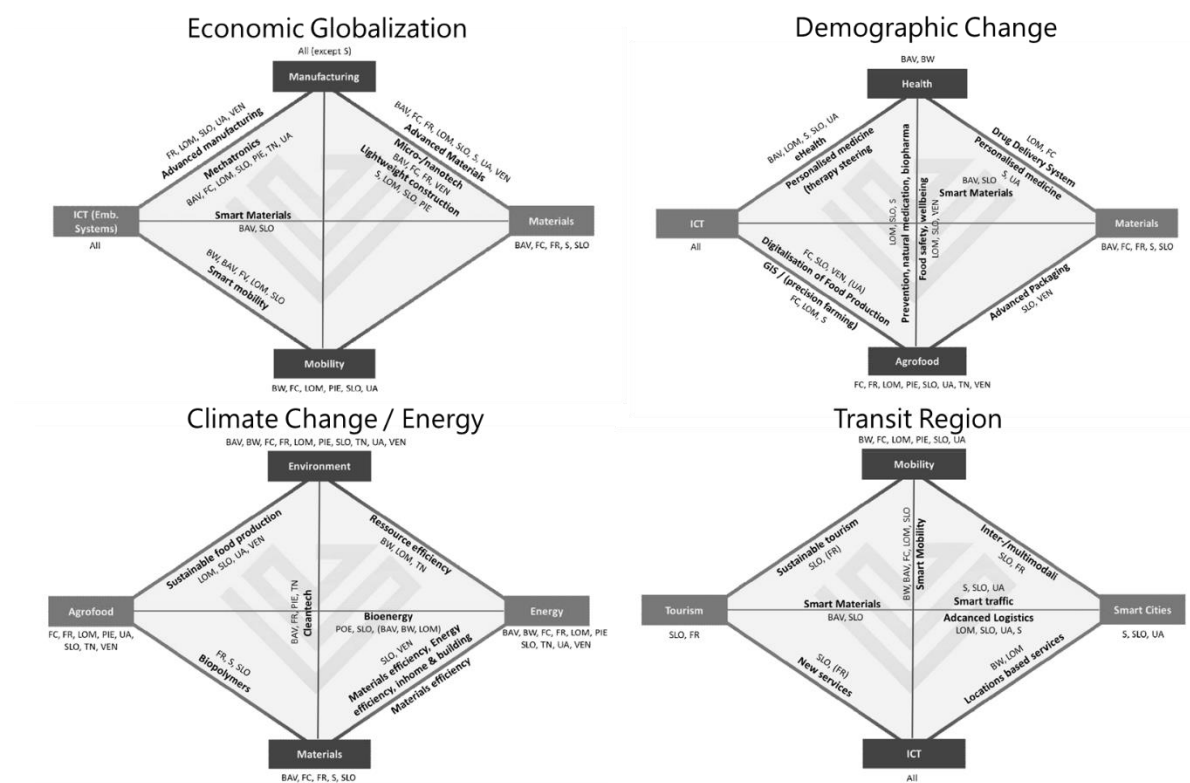 Economic Globalization
All (except S)
Manufacturing
FR, LOM, SLO, UA, VEN
Advanced manufacturing
Mechatronics
BAV, FC, LOM, SLO, PIE, TN, UA
BAV, FC, FR, LOM, SLO, S, UA, VEN
Advanced Materials
Micro-/nanotech
BAV, FC, FR, VEN
Lightweight construction
S, LOM, SLO, PIE
ICT (Emb. Systems)
All
Smart Materials
BAV, SLO
Materials
BAV, FC, FR, S, SLO
BW, BAV, FV, LOM, SLO
Smart mobility
Mobility
BW, FC, LOM, PIE, SLO, UA
Demographic Change
BAV, BW
Health
BAV, LOM, S, SLO, UA
eHealth
Personalised medicine
(therapy steering
LOM, FC
Drug Delivery System
Personalised medicine
S, UA
BAV, SLO
Smart Materials
LOM, SLO, S
Prevention, natural medication, biopharma
Food safety, wellbeing
LOM, SLO, VEN
ICT
All
Materials
BAV, FC, FR, S, SLO
FC, SLO, VEN, (UA)
Digitalisation of Food Production
GIS / (precision farming)
FC, LOM, S
Advanced Packaging
SLO, VEN
Agrofood
FC, FR, LOM, PIE, SLO, UA, TN, VEN
Climate Change / Energy
BAV, BW, FC, FR, LOM, PIE, SLO, TN, UA, VEN
Environment
Sustainable food production
LOM, SLO, UA, VEN
Ressource efficiency
BW, LOM, TN
BAV, FR, PIE, TN
Cleantech
Agrofood
FC, FR, LOM, PIE, UA,
SLO, TN, VEN
Bioenergy
POE, SLO, (BAV, BW, LOM)
Energy
BAV, BW, FC, FR, LOM, PIE
SLO, TN, UA, VEN
FR, S, SLO
Biopolymers
SLO, VEN
Materials efficiency, Energy
efficiency, inhome & building
Materials efficiency
Materials
BAV, FC, FR, S, SLO
Transit Region
BW, FC, LOM, PIE, SLO, UA
Mobility
Sustainable tourism
SLO, (FR)
BW, BAV, FC, LOM, SLO
Smart Mobility
Inter-/multimodali
SLO, FR
Tourism
SLO, FR
Smart Materials
BAV, SLO
S, SLO, UA
Smart traffic
Adcanced Logistics
LOM, SLO, UA, S
Smart Cities
S, SLO, UA
SLO, (FR)
New services
BW, LOM
Locations based services
ICT
All